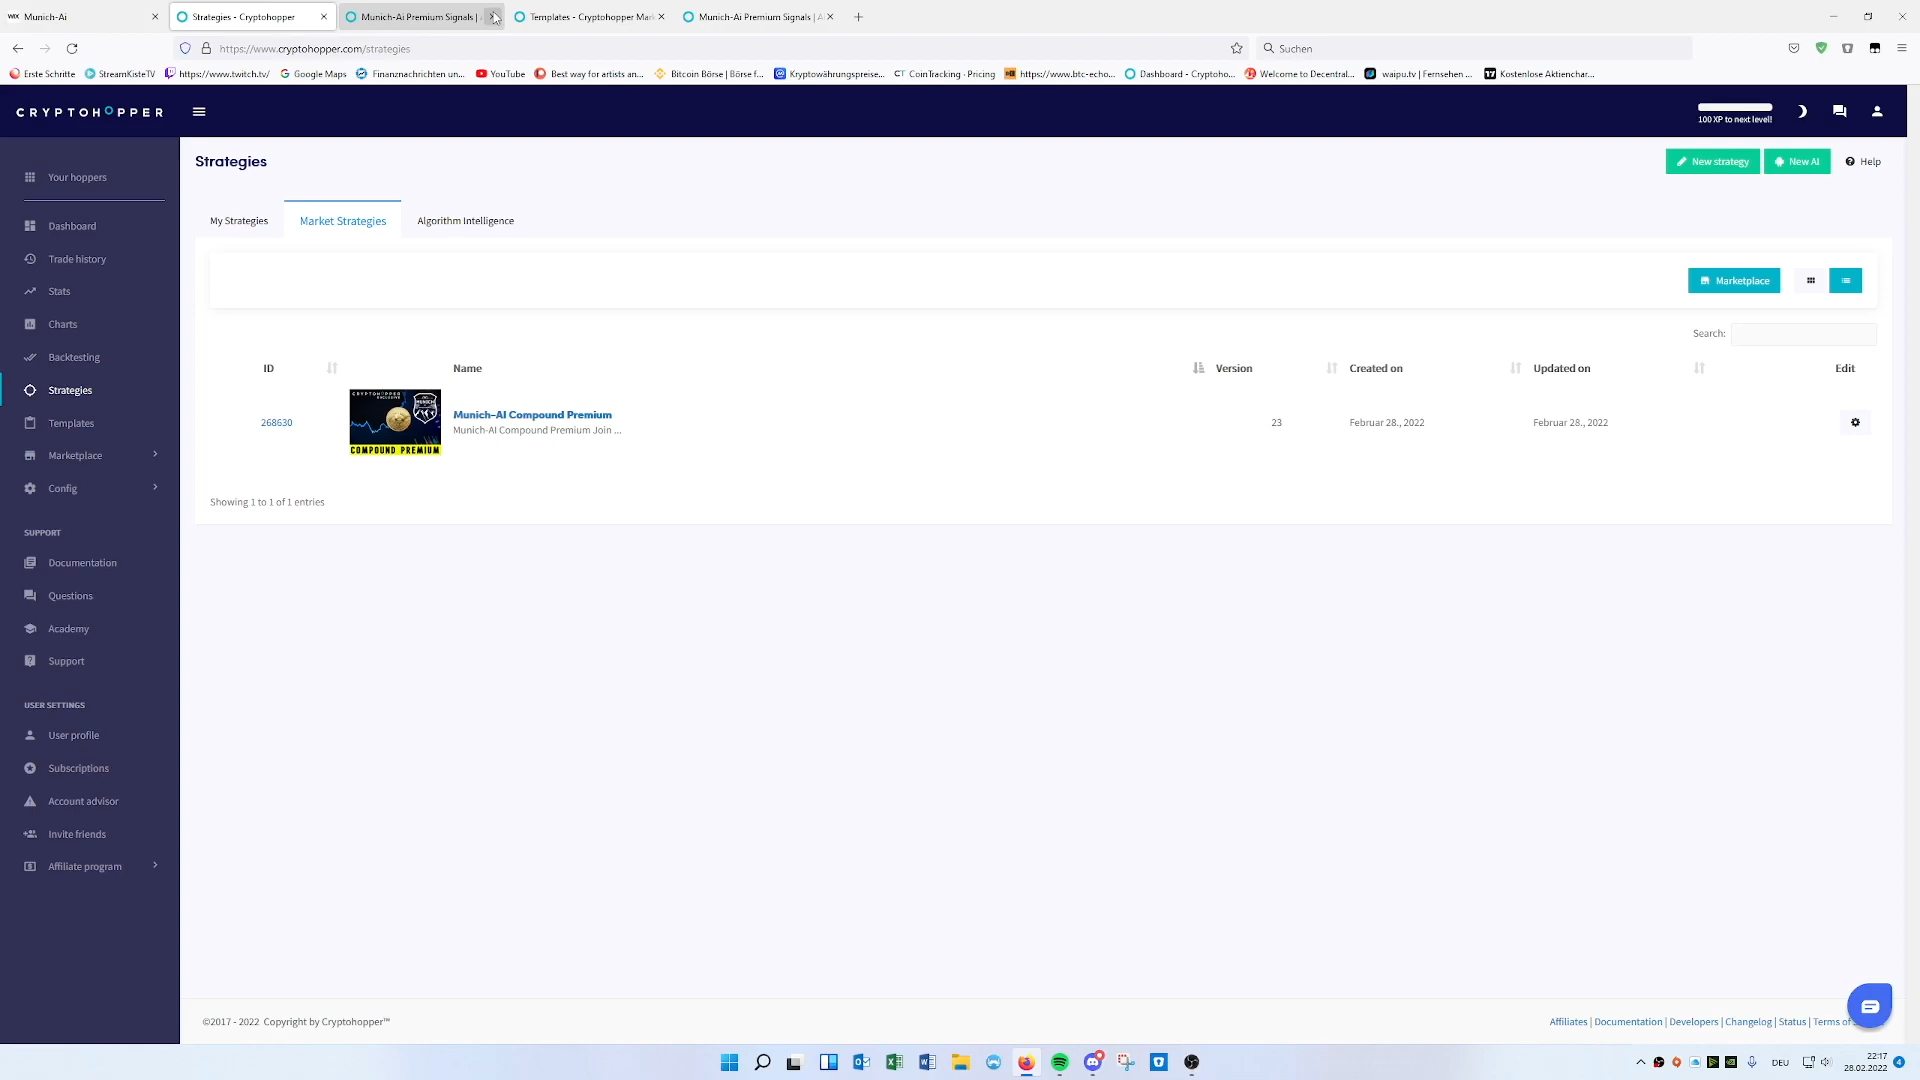 Munich-Ai
Strategies - Cryptohopper
Munich-Ai Premium Signals |
Templates - Cryptohopper Mark
Munich-Ai Premium Signals | A
https://www.cryptohopper.com/strategies
Suchen
Erste Schritte
StreamKisteTV
https://www.twitch.tv/
Google Maps
Finanznachrichten un...
YouTube
Best way for artists an...
Bitcoin Börse | Börse f...
Kryptowährungspreise...
CoinTracking · Pricing
https://www.btc-echo...
Dashboard - Cryptoho...
Welcome to Decentral...
waipu.tv | Fernsehen ...
Kostenlose Aktienchar...
CRYPTOHOPPER
100 XP to next level!
Your hoppers
Dashboard
Trade history
Stats
Charts
Backtesting
Strategies
Templates
Marketplace
Config
SUPPORT
Documentation
Questions
Academy
Support
USER SETTINGS
User profile
Subscriptions
Account advisor
Invite friends
Affiliate program
Strategies
New strategy
New AI
Help
My Strategies
Market Strategies
Algorithm Intelligence
Marketplace
Search:
ID Name Version Created on Updated on Edit
CRYPTOHOPPER
EXCLUSIVE
MUNICH
COMPOUND PREMIUM
268630
Munich-AI Compound Premium
Munich-AI Compound Premium Join ...
23
Februar 28., 2022
Februar 28., 2022
Showing 1 to 1 of 1 entries
©2017 - 2022 Copyright by Cryptohopper™
Affiliates | Documentation | Developers | Changelog | Status | Terms of
DEU
22:17
28.02.2022
4